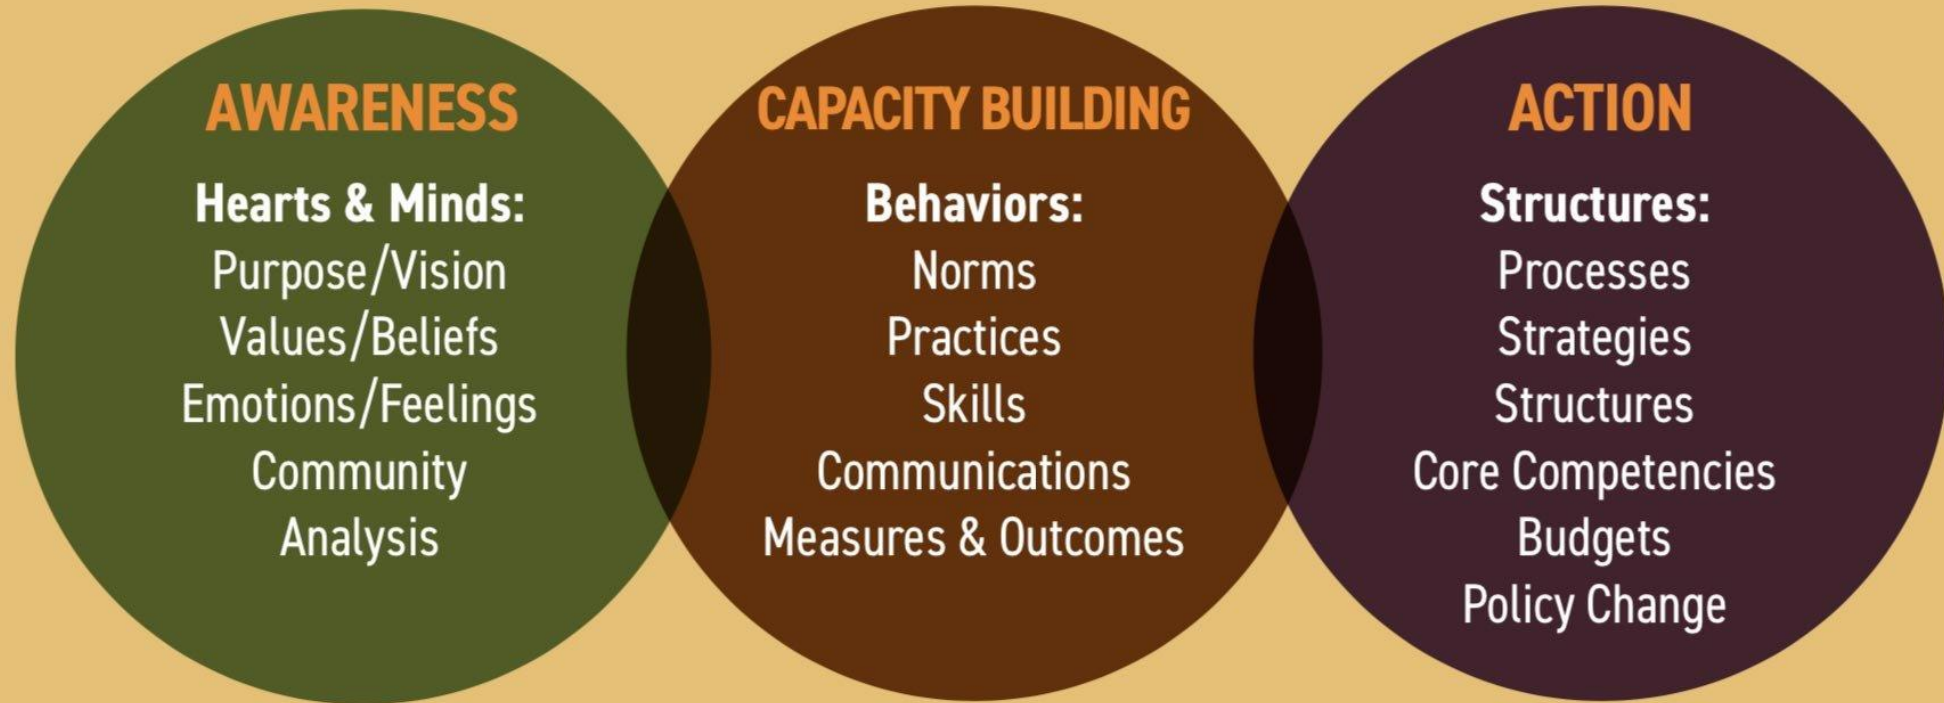 AWARENESS
Hearts & Minds:
Purpose/Vision
Values/Beliefs
Emotions/Feelings
Community
Analysis
CAPACITY BUILDING
Behaviors:
Norms
Practices
Skills
Communications
Measures & Outcomes
ACTION
Structures:
Processes
Strategies
Structures
Core Competencies
Budgets
Policy Change